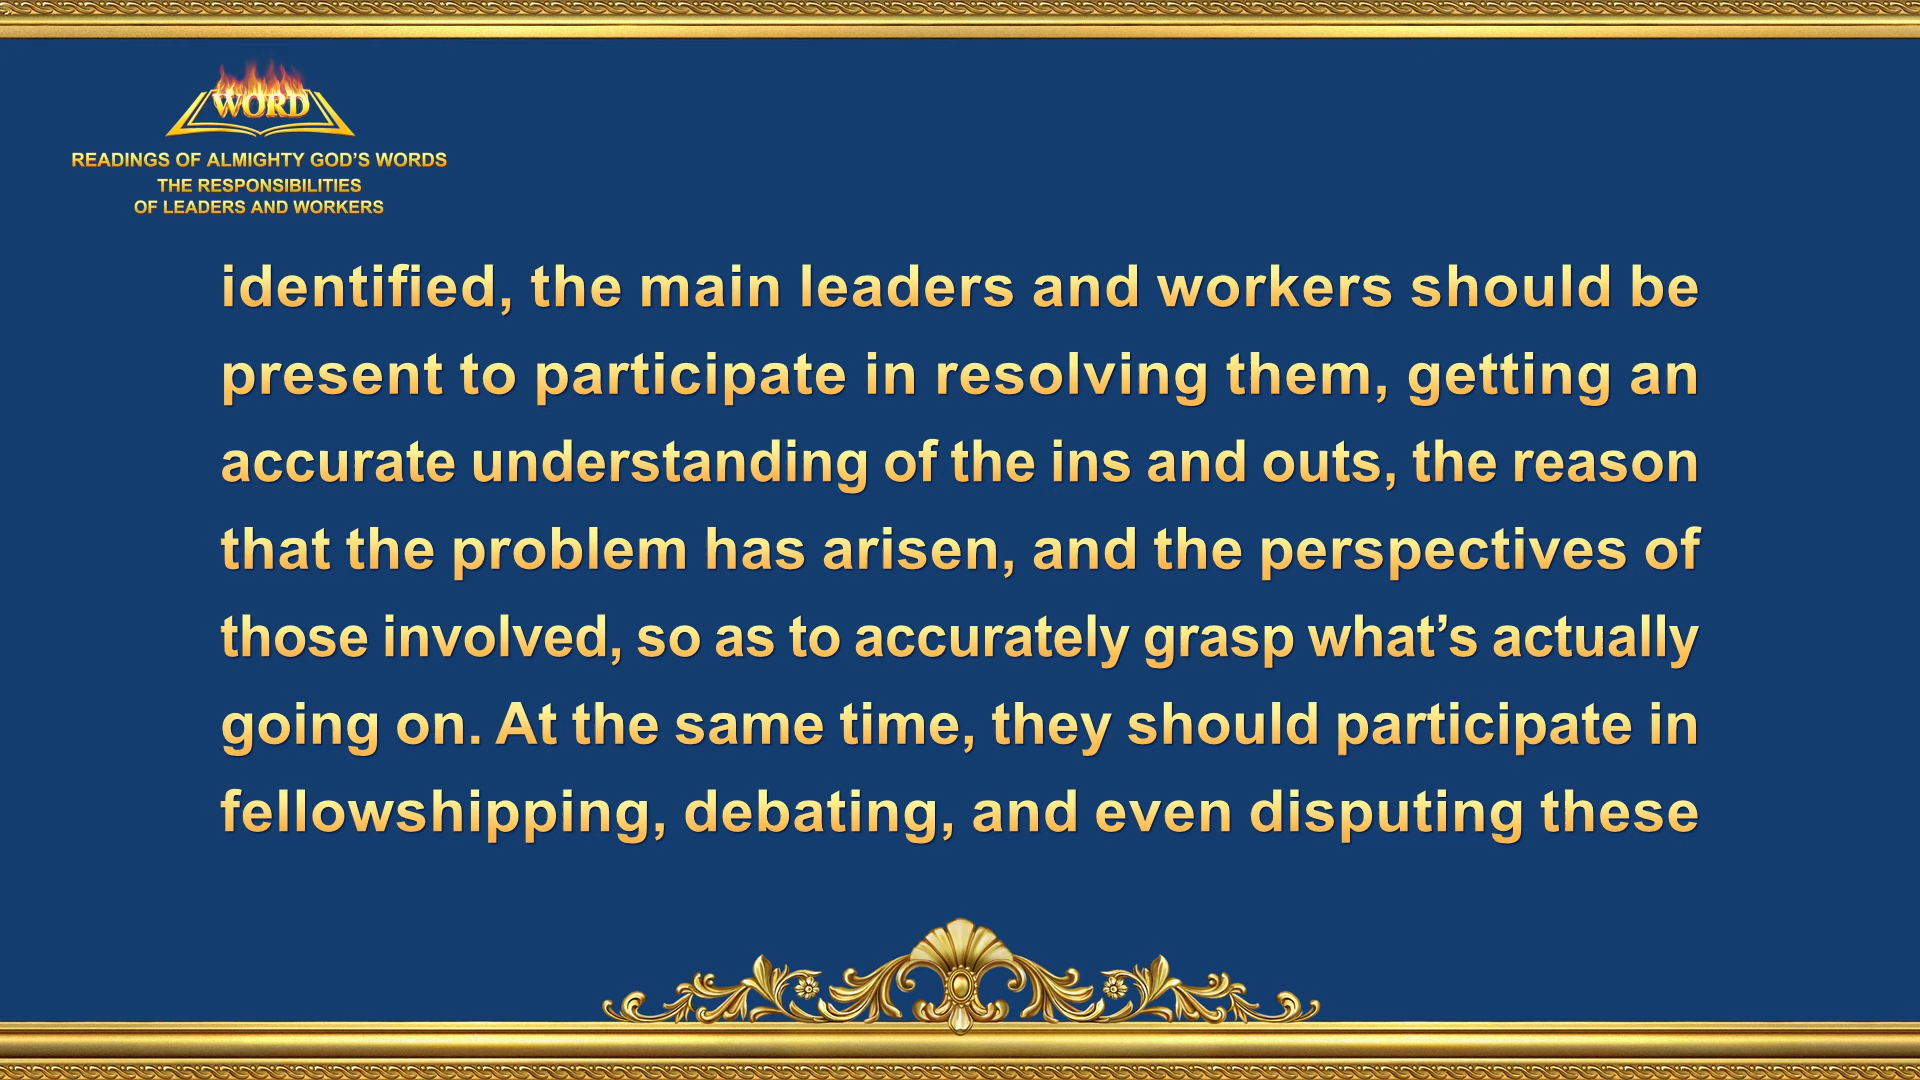 WORD
READINGS OF ALMIGHTY GOD’S WORDS
THE RESPONSIBILITIES
OF LEADERS AND WORKERS
identified, the main leaders and workers should be
present to participate in resolving them, getting an
accurate understanding of the ins and outs, the reason
that the problem has arisen, and the perspectives of
those involved, so as to accurately grasp what’s actually
going on. At the same time, they should participate in
fellowshipping, debating, and even disputing these